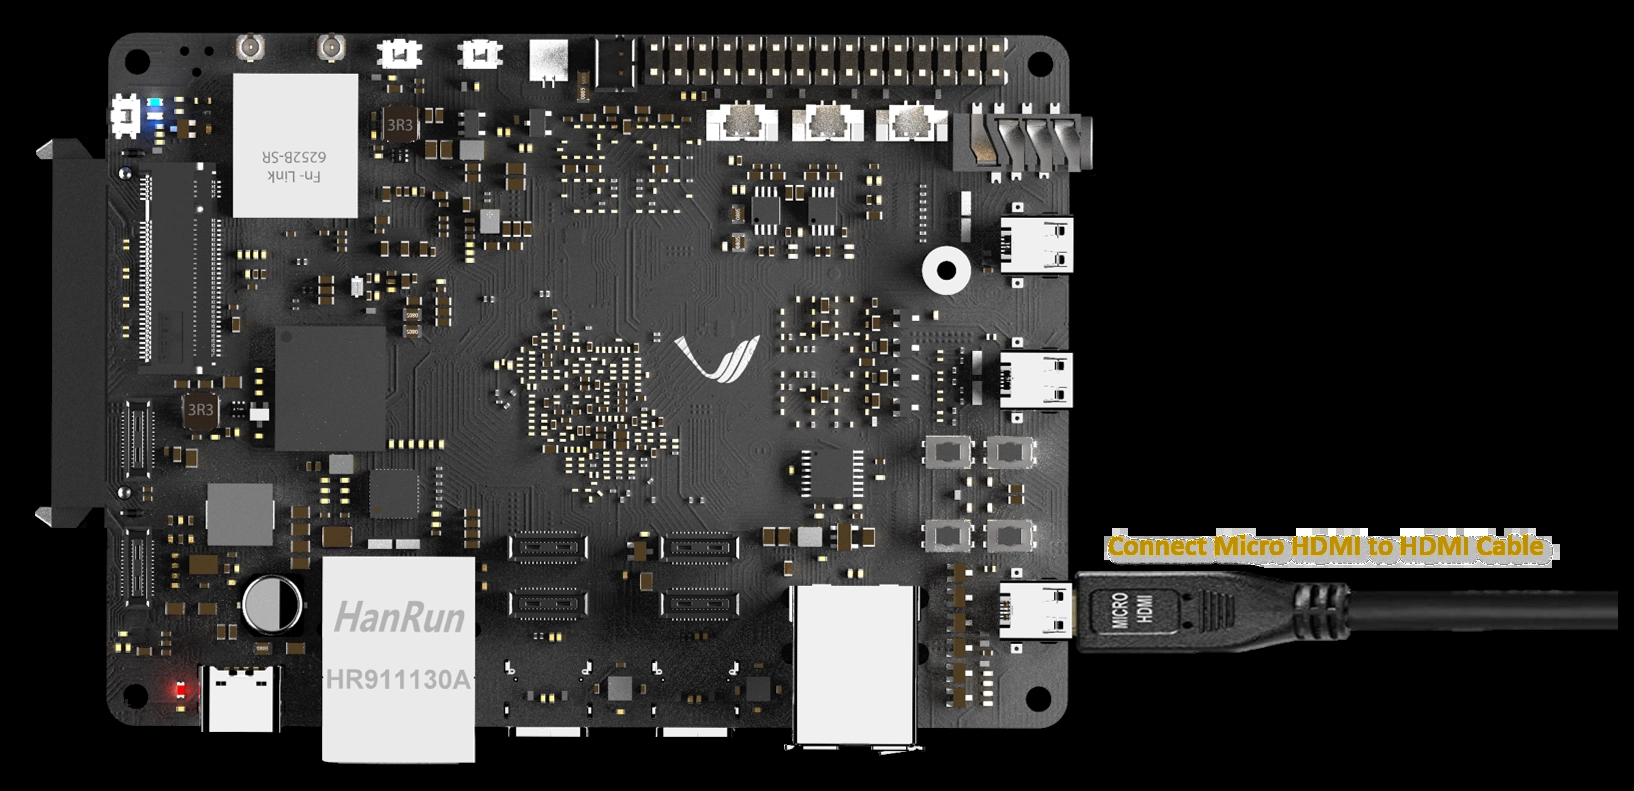 3R3
Fn-Link
6252B-SR
3R3
Connect Micro HDMI to HDMI Cable
MICRO
HDMI
HanRun
HR911130A